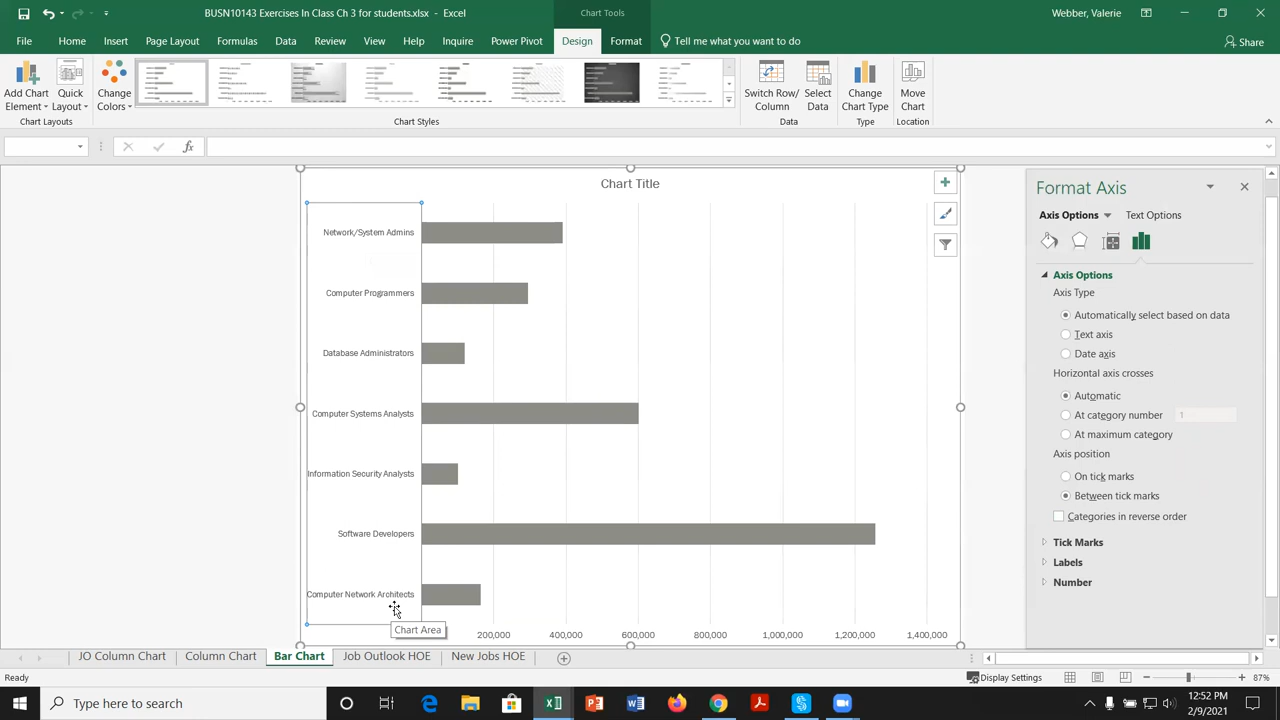 BUSN10143 Exercises In Class Ch 3 for students.xlsx - Excel
Chart Tools
Webber, Valerie
File
Home
Insert
Page Layout
Formulas
Data
Review
View
Help
Inquire
Power Pivot
Design
Format
Tell me what you want to do
Share
Add Chart Element
Quick Layout
Change Colors
Switch Row/ Column
Select Data
Change Chart Type
Move Chart
Chart Layouts
Chart Styles
Data
Type
Location
fx
Chart Title
Network/System Admins
Computer Programmers
Database Administrators
Computer Systems Analysts
Information Security Analysts
Software Developers
Computer Network Architects
Chart Area
200,000
400,000
600,000
800,000
1,000,000
1,200,000
1,400,000
Format Axis
Axis Options
Text Options
Axis Options
Axis Type
Automatically select based on data
Text axis
Date axis
Horizontal axis crosses
Automatic
At category number
1
At maximum category
Axis position
On tick marks
Between tick marks
Categories in reverse order
Tick Marks
Labels
Number
JO Column Chart
Column Chart
Bar Chart
Job Outlook HOE
New Jobs HOE
Ready
Display Settings
87%
Type here to search
12:52 PM
2/9/2021